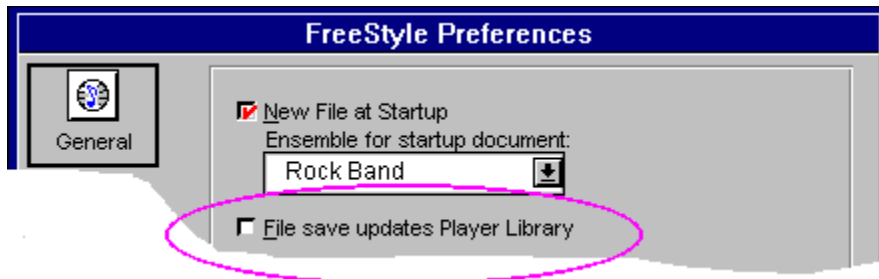 FreeStyle Preferences
General
New File at Startup
Ensemble for startup document:
Rock Band
File save updates Player Library